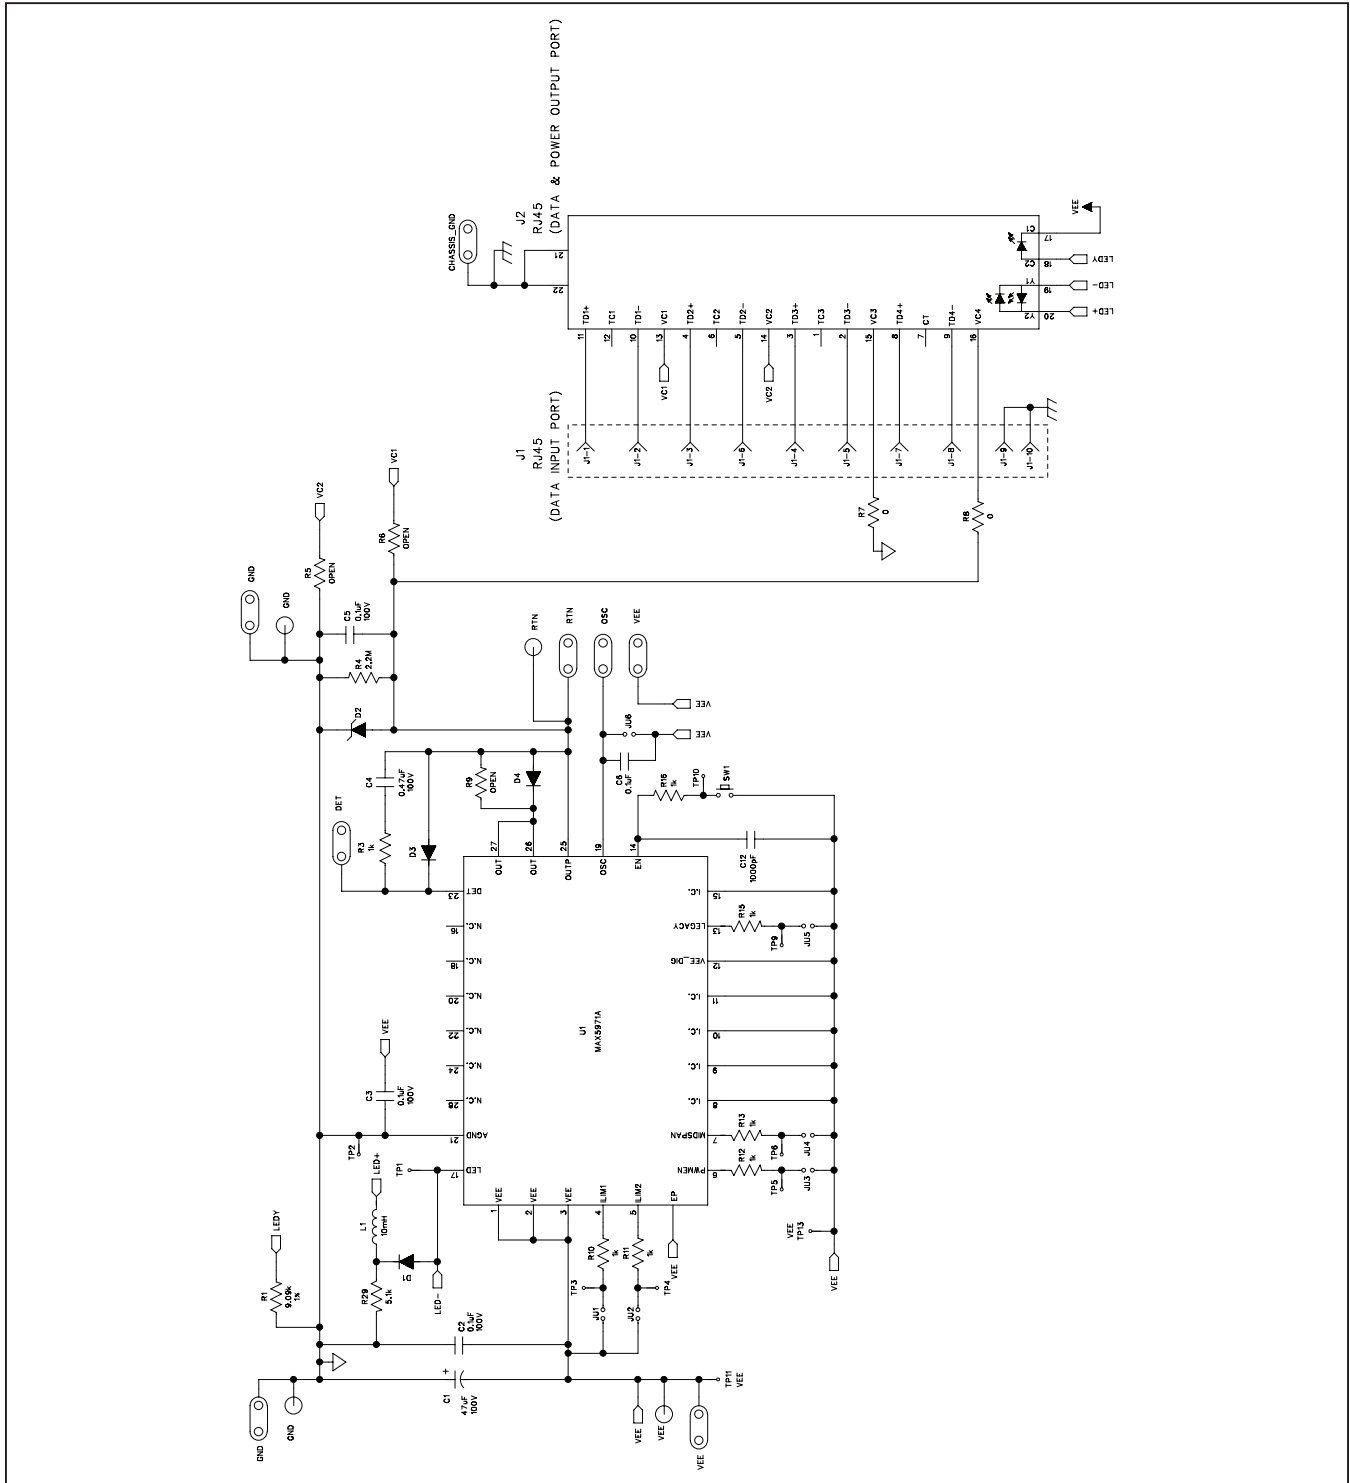 J2
RJ45
(DATA & POWER OUTPUT PORT)
CHASSIS_GND
22
21
11 TD1+
12 TC1
10 TD1-
13 VC1
4 TD2+
6 TC2
5 TD2-
14 VC2
3 TD3+
1 TC3
2 TD3-
15 VC3
8 TD4+
7 CT
9 TD4-
16 VC4
C1
17
C2
18
Y1
19
Y2
20
VEE
LEDY
LED-
LED+
VC1
VC2
J1
RJ45
(DATA INPUT PORT)
J1-1
J1-2
J1-3
J1-6
J1-4
J1-5
J1-7
J1-8
J1-9
J1-10
R7
0
R8
0
VC2
VC1
R5
OPEN
R6
OPEN
GND
GND
C5
0.1uF
100V
R4
2.2M
D2
RTN
RTN
OSC
VEE
VEE
JU6
VEE
C6
0.1uF
DET
R3
1k
C4
0.47uF
100V
D3
R9
OPEN
D4
R16
1k
TP10
SW1
C12
1000pF
27 OUT
26 OUT
25 OUTP
19 OSC
14 EN
23 DET
16 N.C.
18 N.C.
20 N.C.
22 N.C.
24 N.C.
28 N.C.
21 AGND
17 LED
U1
MAX5971A
I.C. 15
LEGACY 13
VEE_DIG 12
I.C. 11
I.C. 10
I.C. 9
I.C. 8
MIDSPAN 7
PWMEN 6
VEE 1
VEE 2
VEE 3
ILIM1 4
ILIM2 5
EP
VEE
R15
1k
TP9
JU5
R13
1k
TP6
JU4
R12
1k
TP5
JU3
VEE
TP13
VEE
C3
0.1uF
100V
VEE
TP2
TP1
LED+
L1
10mH
D1
LED-
R29
5.1k
LEDY
R1
9.09k
1%
R10
1k
R11
1k
TP3
TP4
JU1
JU2
C2
0.1uF
100V
C1
+
47uF
100V
GND
GND
VEE
VEE
VEE
TP11
VEE